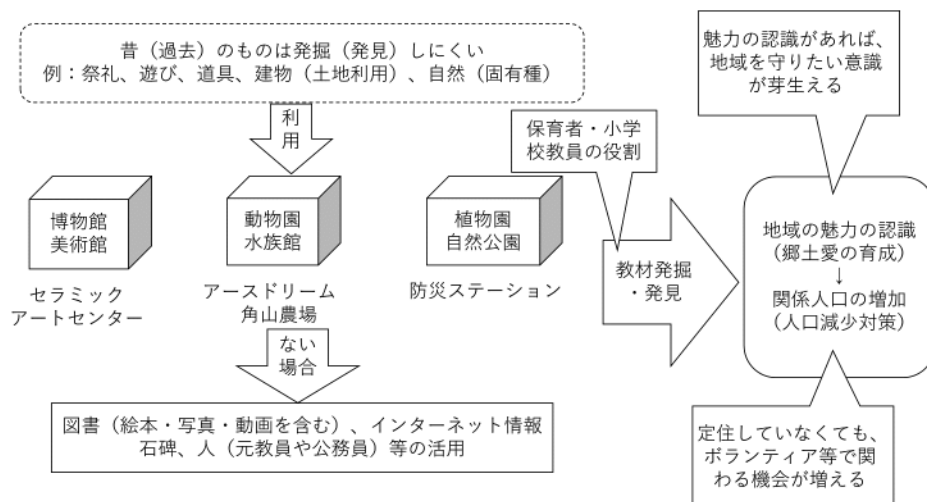 昔（過去）のものは発掘（発見）しにくい
例：祭礼、遊び、道具、建物（土地利用）、自然（固有種）
利
用
博物館
美術館
動物園
水族館
植物園
自然公園
セラミック
アートセンター
アースドリーム
角山農場
防災ステーション
ない
場合
図書（絵本・写真・動画を含む）、インターネット情報
石碑、人（元教員や公務員）等の活用
保育者・小学
校教員の役割
教材発掘
・発見
魅力の認識があれば、
地域を守りたい意識
が芽生える
地域の魅力の認識
（郷土愛の育成）
↓
関係人口の増加
（人口減少対策）
定住していなくても、
ボランティア等で関
わる機会が増える